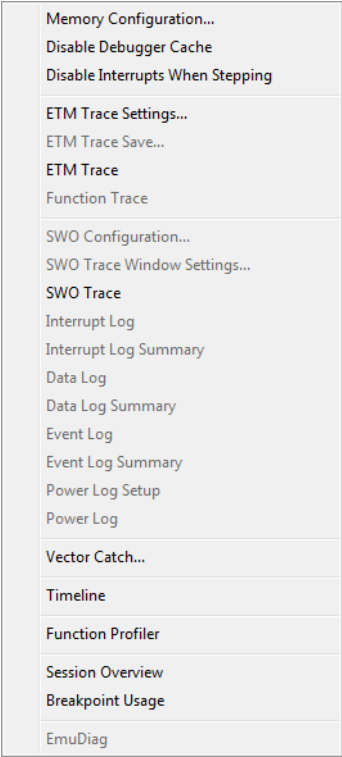 Memory Configuration...
Disable Debugger Cache
Disable Interrupts When Stepping
ETM Trace Settings...
ETM Trace Save...
ETM Trace
Function Trace
SWO Configuration...
SWO Trace Window Settings...
SWO Trace
Interrupt Log
Interrupt Log Summary
Data Log
Data Log Summary
Event Log
Event Log Summary
Power Log Setup
Power Log
Vector Catch...
Timeline
Function Profiler
Session Overview
Breakpoint Usage
EmuDiag